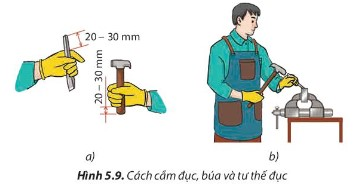 20 – 30 mm
20 – 30 mm
a)
b)
Hình 5.9. Cách cầm đục, búa và tư thế đục